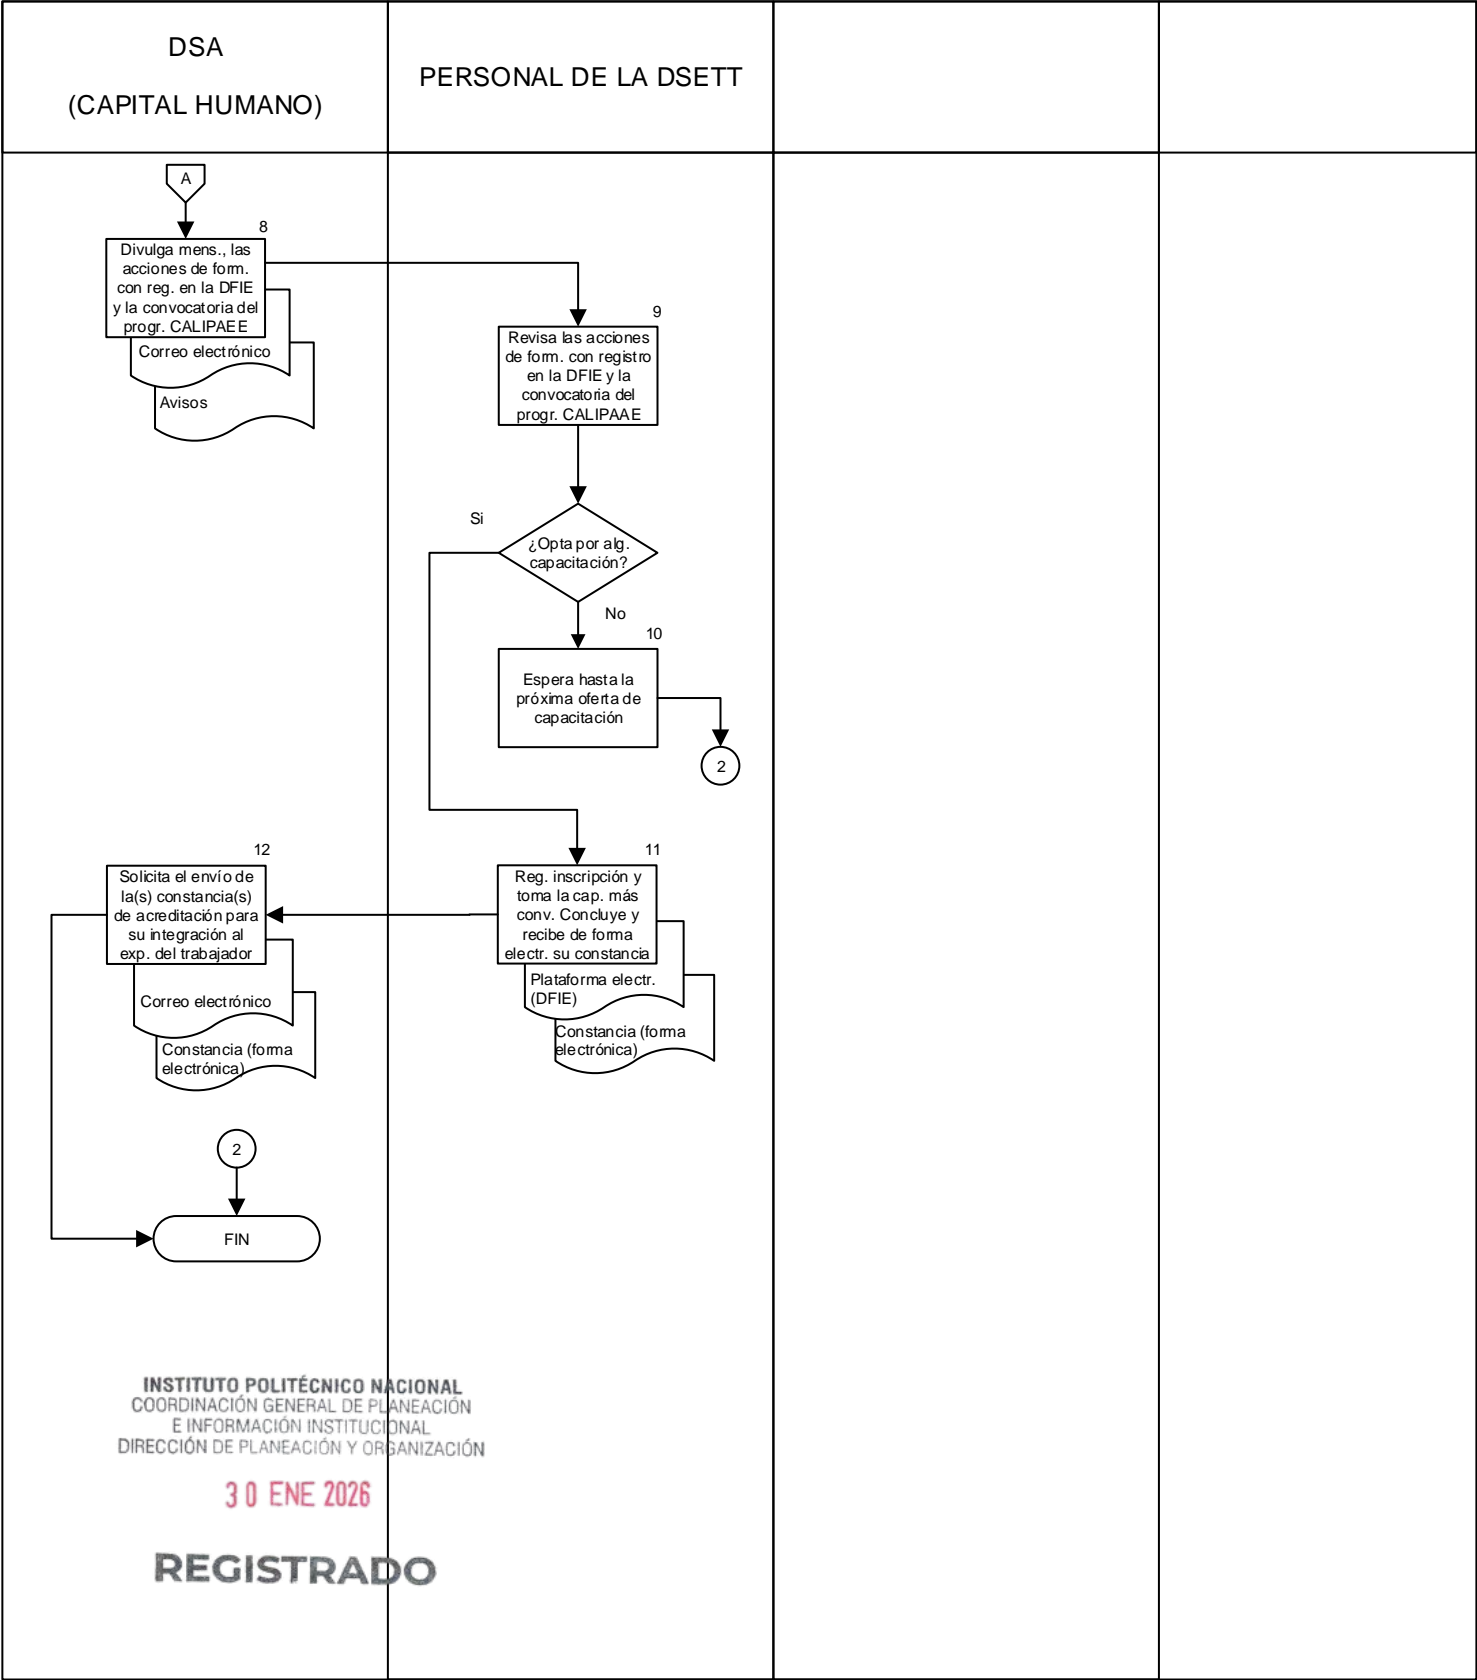 DSA
(CAPITAL HUMANO)
PERSONAL DE LA DSETT
A
8
Divulga mens., las
acciones de form.
con reg. en la DFIE
y la convocatoria del
progr. CALIPAEE
Correo electrónico
Avisos
9
Revisa las acciones
de form. con registro
en la DFIE y la
convocatoria del
progr. CALIPAAE
Si
¿Opta por alg.
capacitación?
No
10
Espera hasta la
próxima oferta de
capacitación
2
12
Solicita el envío de
la(s) constancia(s)
de acreditación para
su integración al
exp. del trabajador
Correo electrónico
Constancia (forma
electrónica)
11
Reg. inscripción y
toma la cap. más
conv. Concluye y
recibe de forma
electr. su constancia
Plataforma electr.
(DFIE)
Constancia (forma
electrónica)
2
FIN
INSTITUTO POLITÉCNICO NACIONAL
COORDINACIÓN GENERAL DE PLANEACIÓN
E INFORMACIÓN INSTITUCIONAL
DIRECCIÓN DE PLANEACIÓN Y ORGANIZACIÓN
30 ENE 2026
REGISTRADO